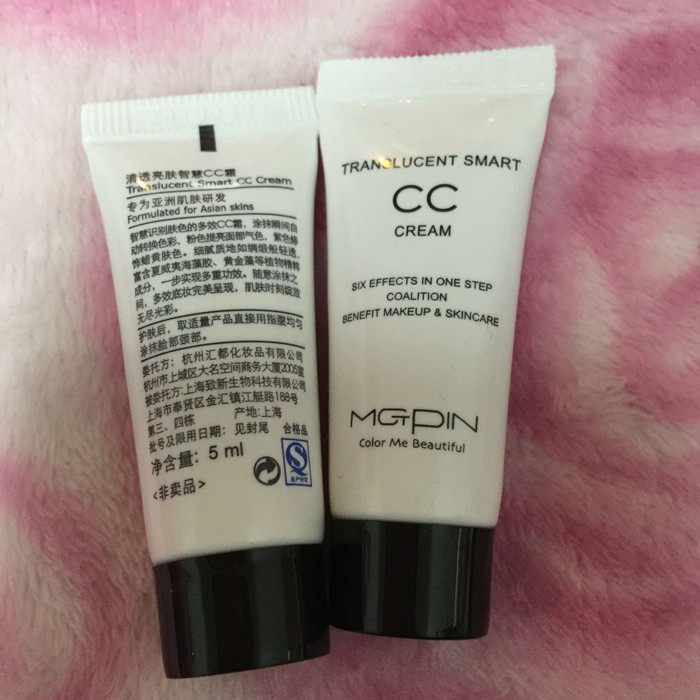 清透亮肤智慧CC霜
Translucent Smart CC Cream
专为亚洲肌肤研发
Formulated for Asian skins
智慧识别肤色的多效CC霜，涂抹瞬间自
动转换色彩，粉色提亮面部气色，紫色修
饰蜡黄肤色。细腻质地如绸缎般轻透，
富含夏威夷海藻胶、黄金藻等植物精粹
成分，一步实现多重功效。随意涂抹之
间，多效底妆完美呈现，肌肤时刻绽放
无尽光彩。
护肤后，取适量产品直接用指腹均匀
涂抹脸部颈部。
委托方：杭州汇都化妆品有限公司
杭州市上城区大名空间商务大厦2005室
被委托方:上海致新生物科技有限公司
上海市奉贤区金汇镇江艇路188号
第三、四栋 产地:上海
批号及限用日期：见封尾 合格品
净含量：5 ml
<非卖品>
TRANSLUCENT SMART
CC
CREAM
SIX EFFECTS IN ONE STEP
COALITION
BENEFIT MAKEUP & SKINCARE
MGPIN
Color Me Beautiful